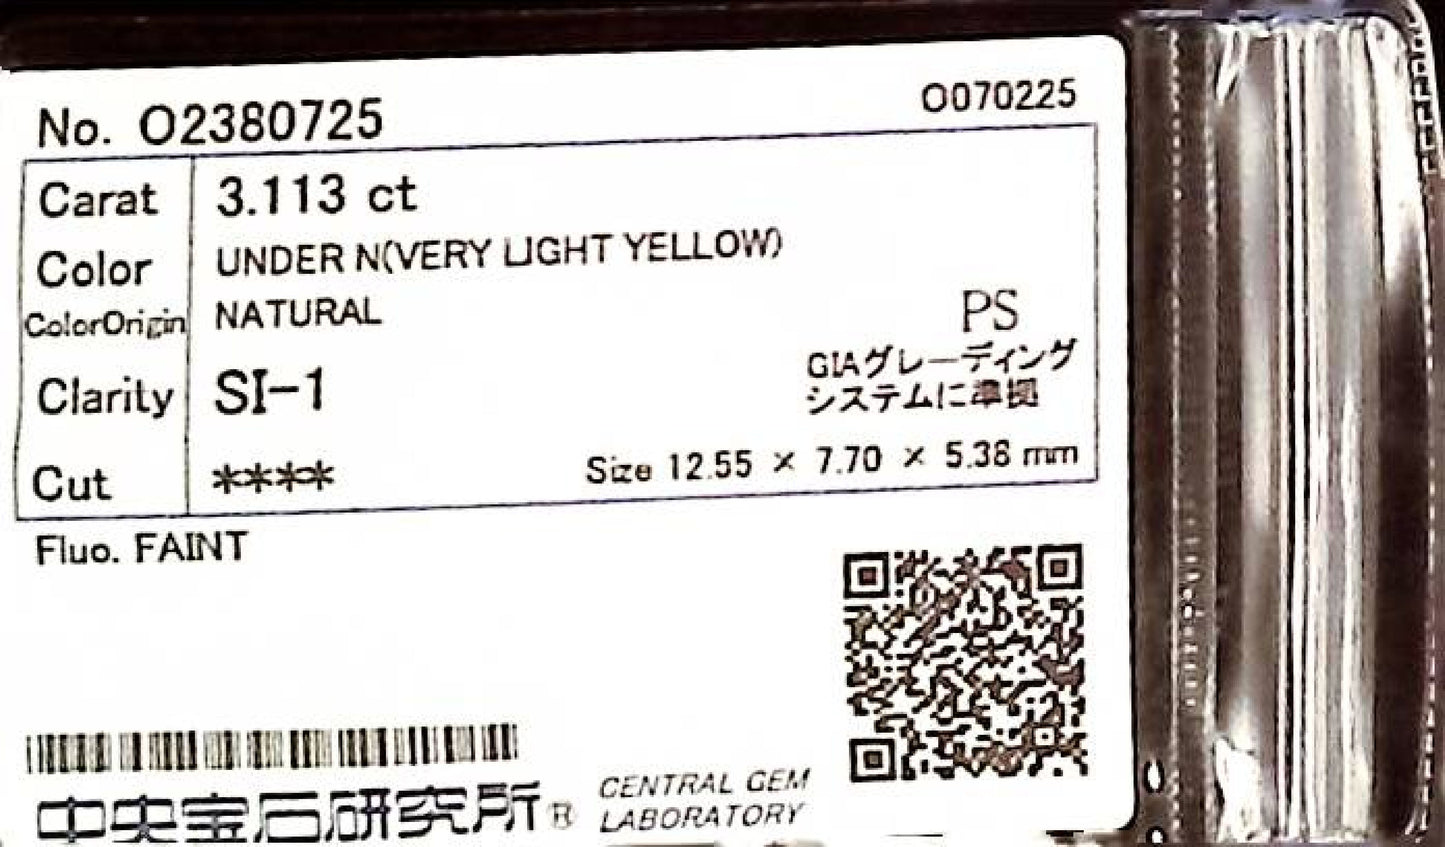 No. O2380725
O070225
Carat 3.113 ct
Color UNDER N(VERY LIGHT YELLOW)
ColorOrigin NATURAL
PS
GIAグレーディング
システムに準拠
Clarity SI-1
Cut ****
Size 12.55 × 7.70 × 5.38 mm
Fluo. FAINT
中央宝石研究所®
CENTRAL GEM
LABORATORY